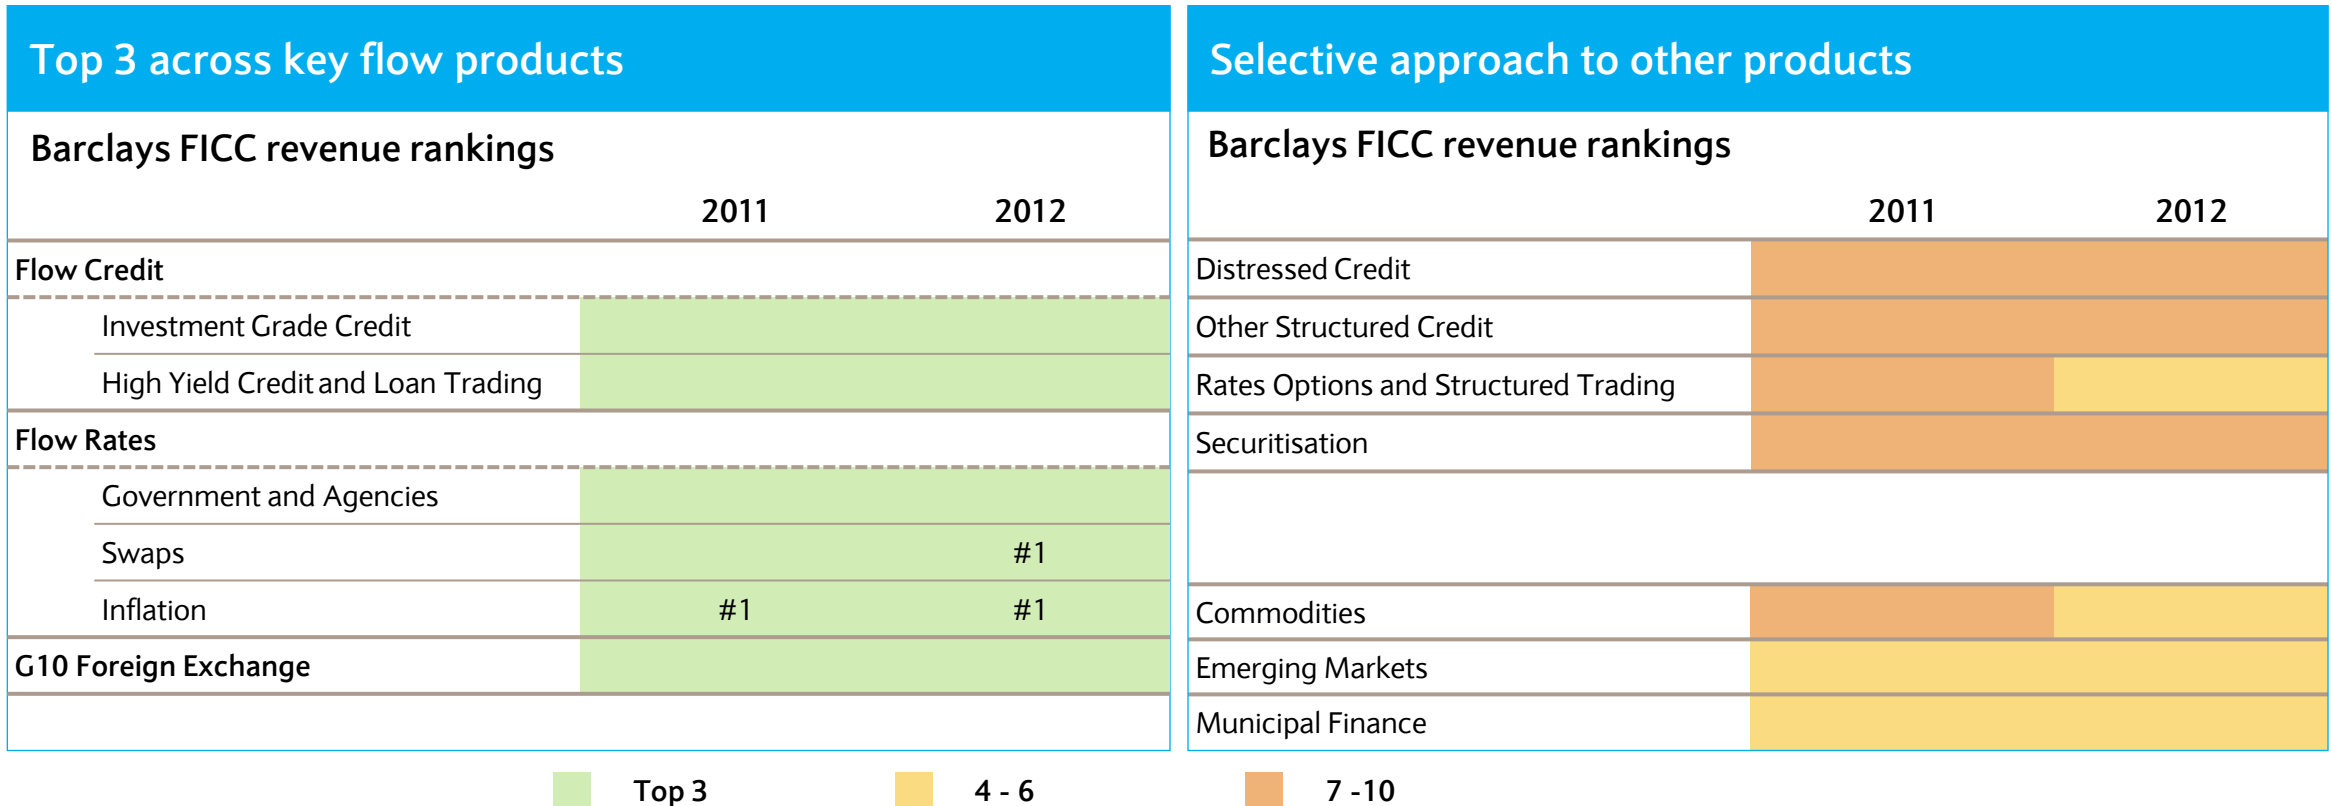 Top 3 across key flow products
Barclays FICC revenue rankings
2011 2012
Flow Credit
Investment Grade Credit
High Yield Credit and Loan Trading
Flow Rates
Government and Agencies
Swaps #1
Inflation #1 #1
G10 Foreign Exchange
Selective approach to other products
Barclays FICC revenue rankings
2011 2012
Distressed Credit
Other Structured Credit
Rates Options and Structured Trading
Securitisation
Commodities
Emerging Markets
Municipal Finance
Top 3 4 - 6 7 -10